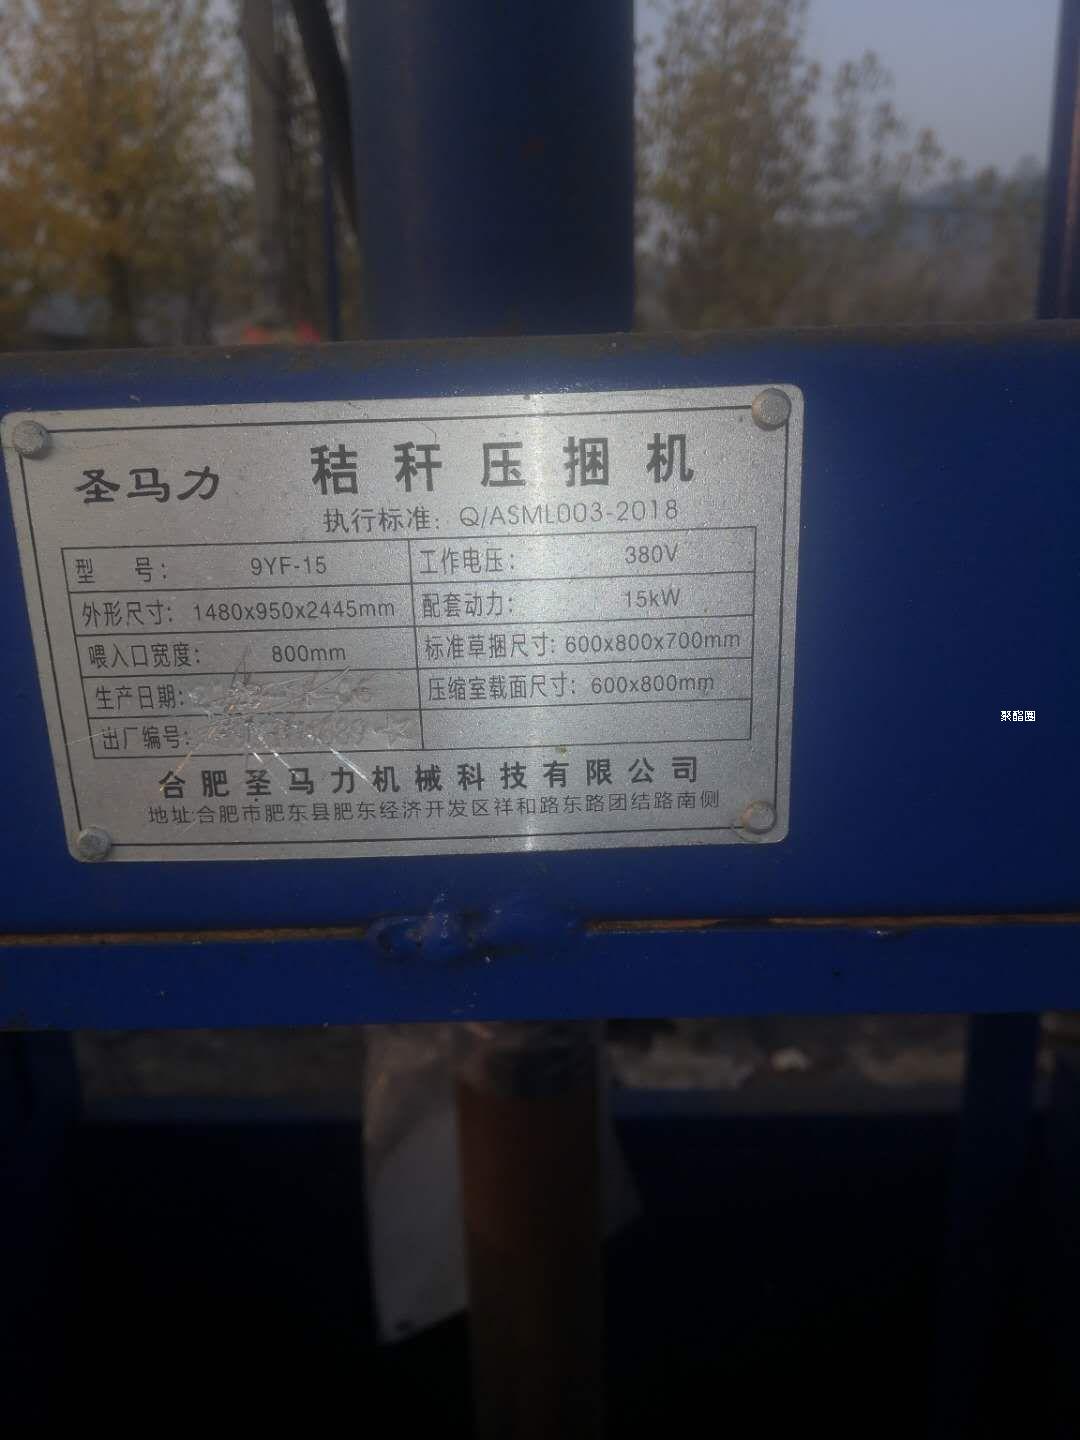 圣马力 秸秆压捆机
执行标准：Q/ASML003-2018
型 号： 9YF-15 工作电压： 380V
外形尺寸： 1480x950x2445mm 配套动力： 15kW
喂入口宽度： 800mm 标准草捆尺寸：600x800x700mm
生产日期： 压缩室载面尺寸：600x800mm
出厂编号：
合肥圣马力机械科技有限公司
地址:合肥市肥东县肥东经济开发区祥和路东路团结路南侧
聚酯圈